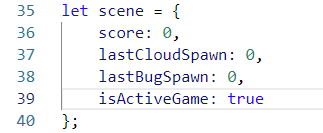 35 let scene = {
36     score: 0,
37     lastCloudSpawn: 0,
38     lastBugSpawn: 0,
39     isActiveGame: true
40 };